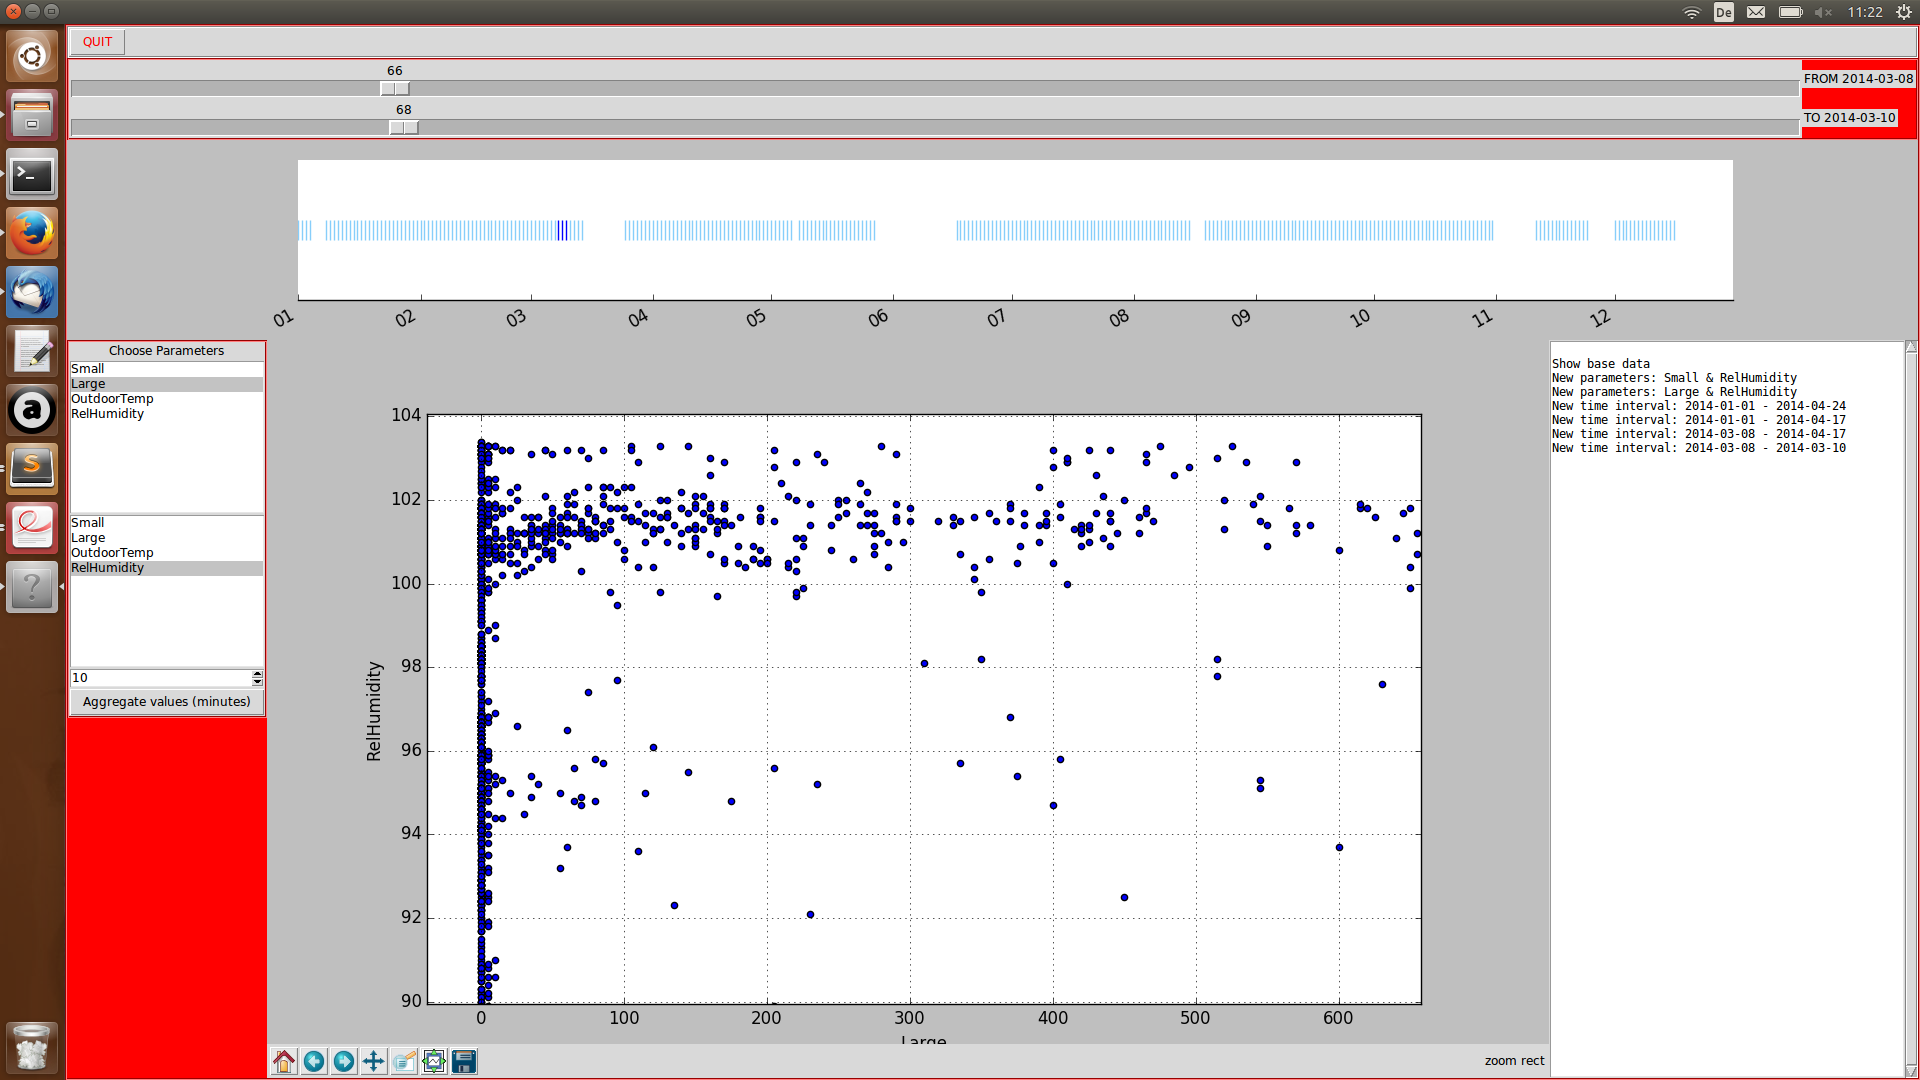 De 11:22
QUIT
66
FROM 2014-03-08
68
TO 2014-03-10
01 02 03 04 05 06 07 08 09 10 11 12
Choose Parameters
Small
Large
OutdoorTemp
RelHumidity
Small
Large
OutdoorTemp
RelHumidity
10
Aggregate values (minutes)
104
102
100
98
96
94
92
90
RelHumidity
0 100 200 300 400 500 600
Large
zoom rect
Show base data
New parameters: Small & RelHumidity
New parameters: Large & RelHumidity
New time interval: 2014-01-01 - 2014-04-24
New time interval: 2014-01-01 - 2014-04-17
New time interval: 2014-03-08 - 2014-04-17
New time interval: 2014-03-08 - 2014-03-10